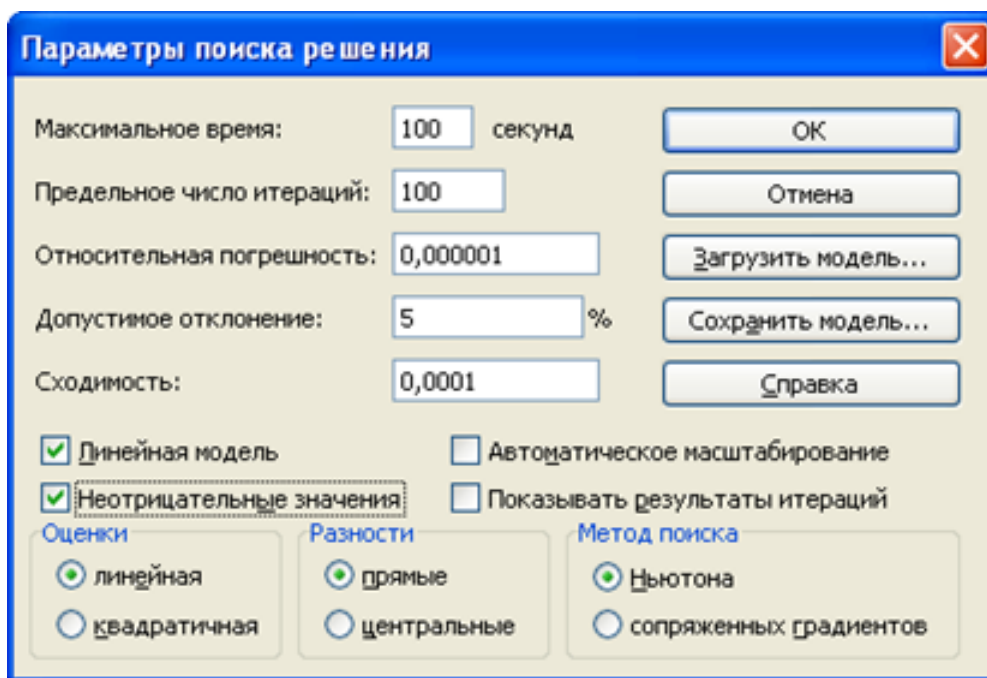 Параметры поиска решения
Максимальное время: 100 секунд ОК
Предельное число итераций: 100 Отмена
Относительная погрешность: 0,000001 Загрузить модель...
Допустимое отклонение: 5 % Сохранить модель...
Сходимость: 0,0001 Справка
Линейная модель Автоматическое масштабирование
Неотрицательные значения Показывать результаты итераций
Оценки Разности Метод поиска
линейная прямые Ньютона
квадратичная центральные сопряженных градиентов